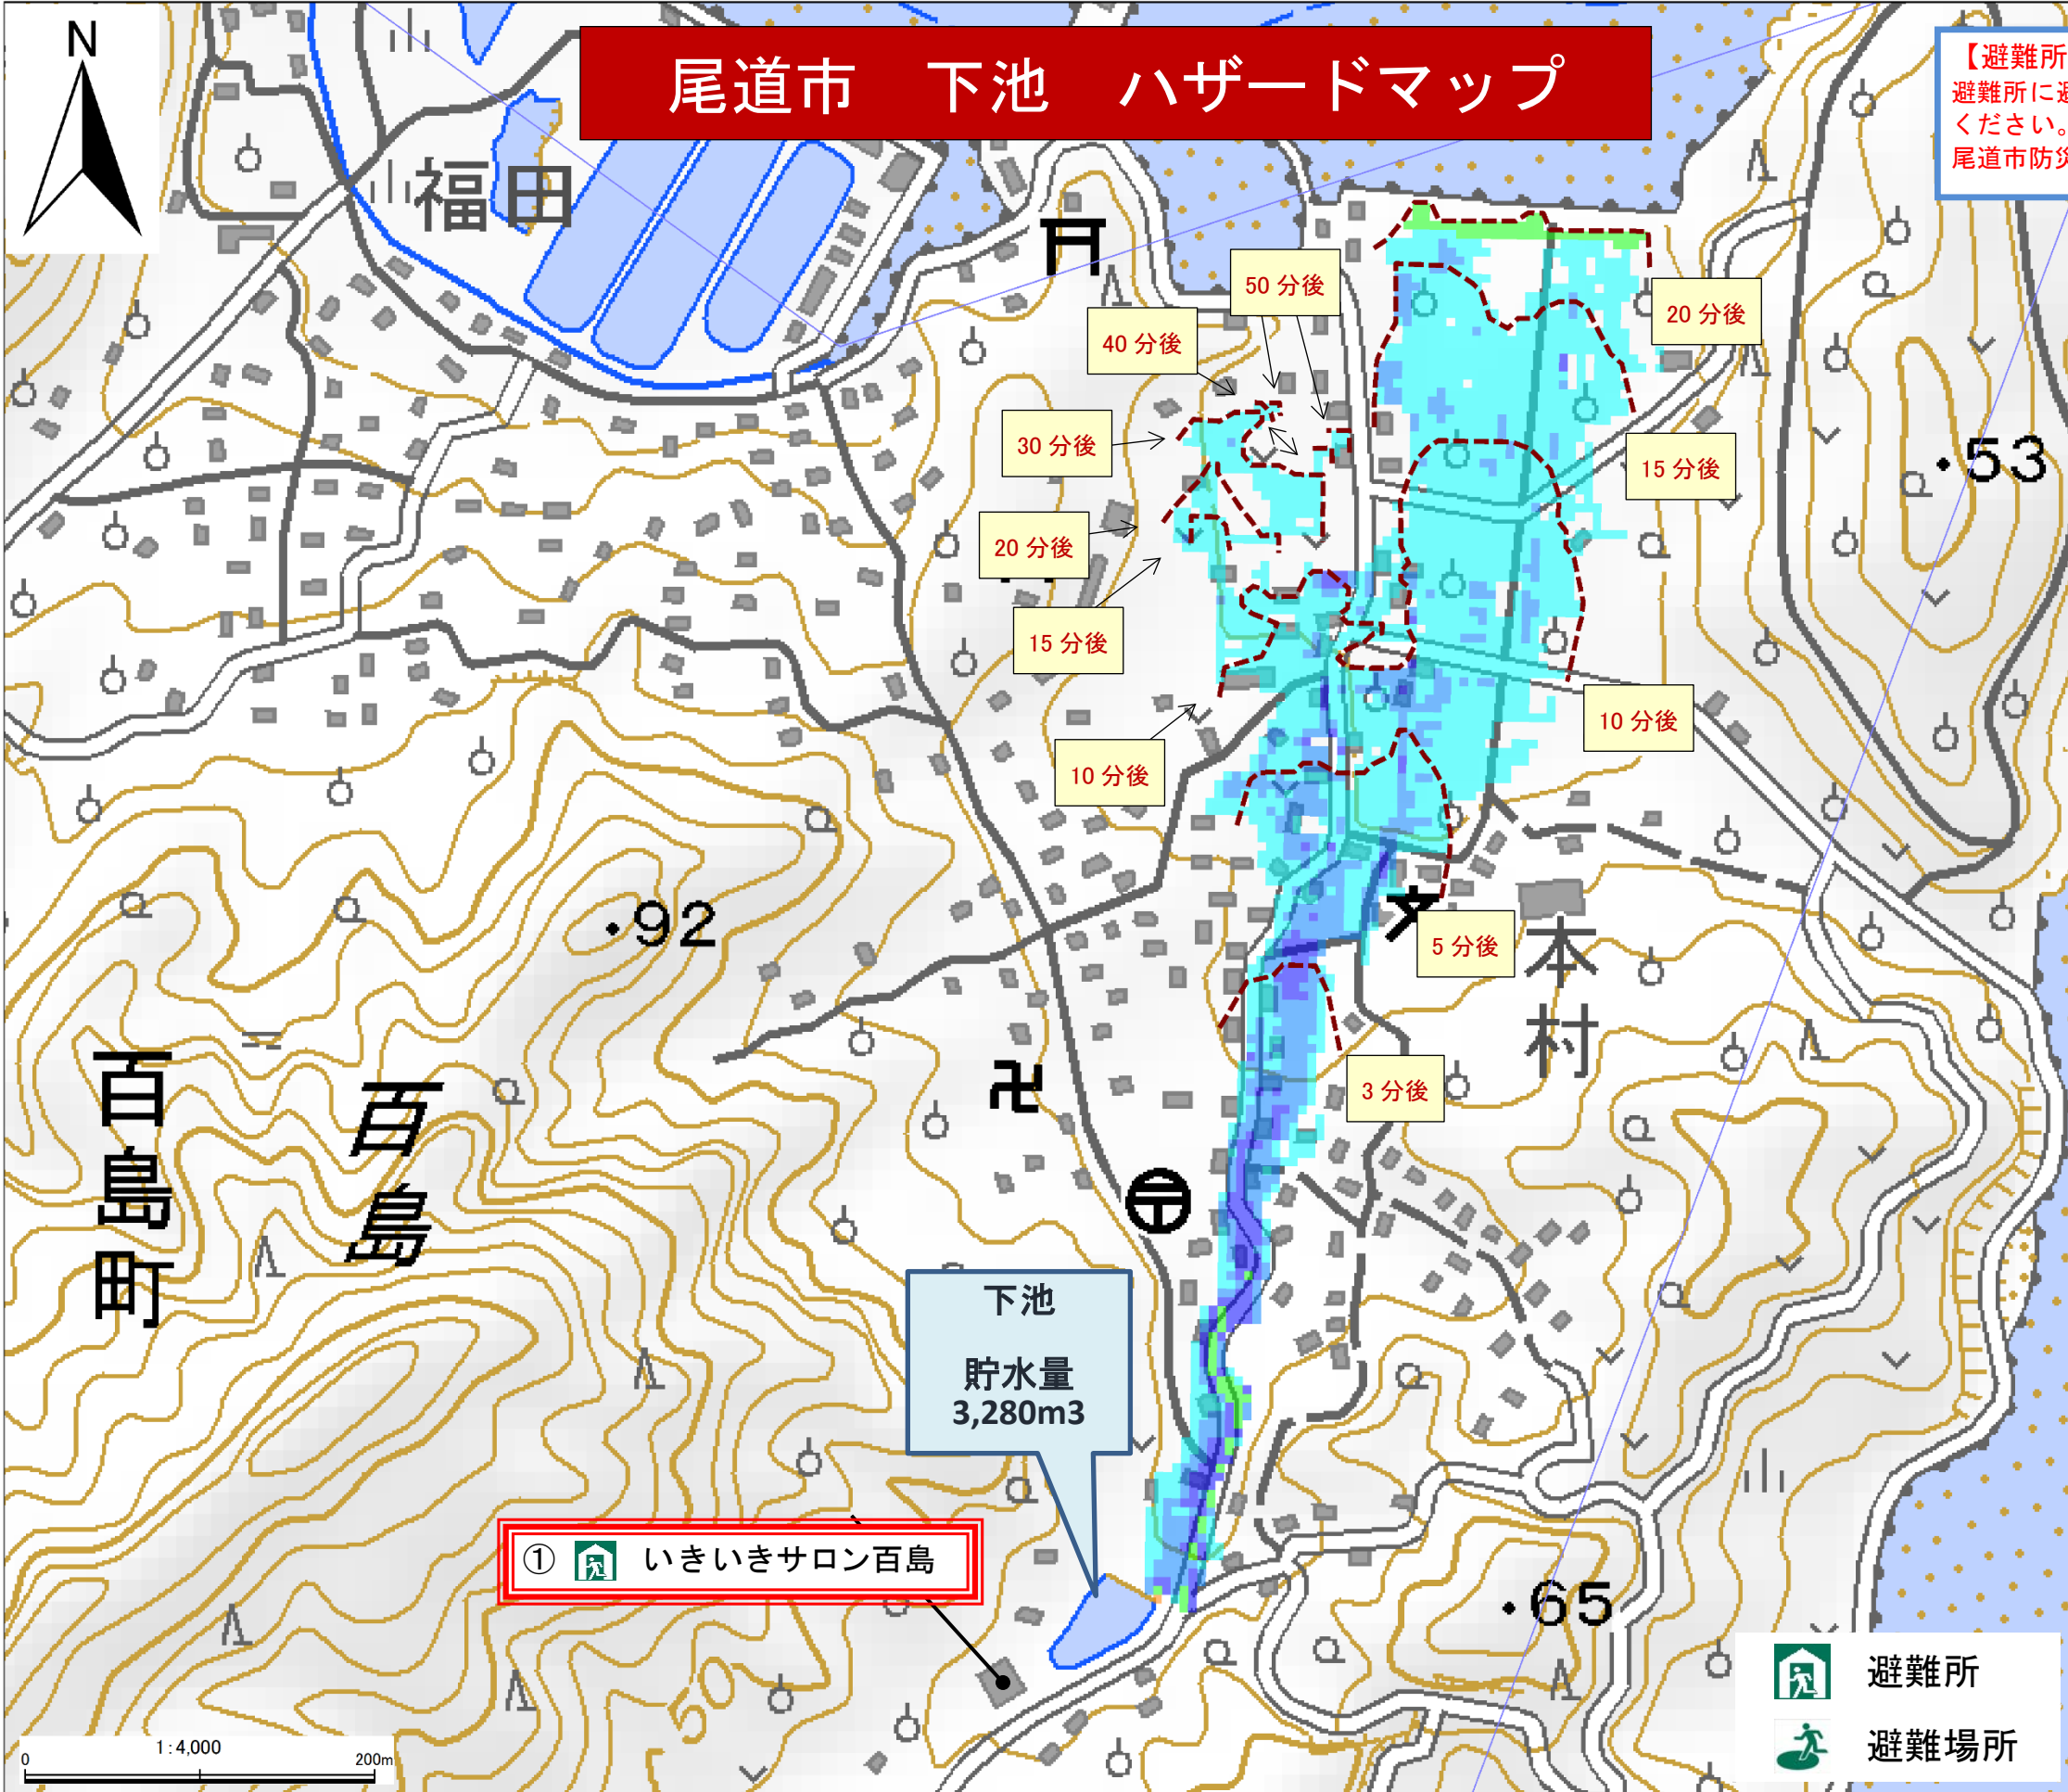 N
尾道市　下池　ハザードマップ
【避難所
避難所に避
ください。
尾道市防災
福田
50 分後
40 分後
20 分後
30 分後
15 分後
・53
20 分後
15 分後
10 分後
10 分後
・92
文
5 分後
本村
3 分後
百島町
百島
下池
貯水量
3,280m3
① いきいきサロン百島
・65
50
避難所
避難場所
1:4,000
0 200m